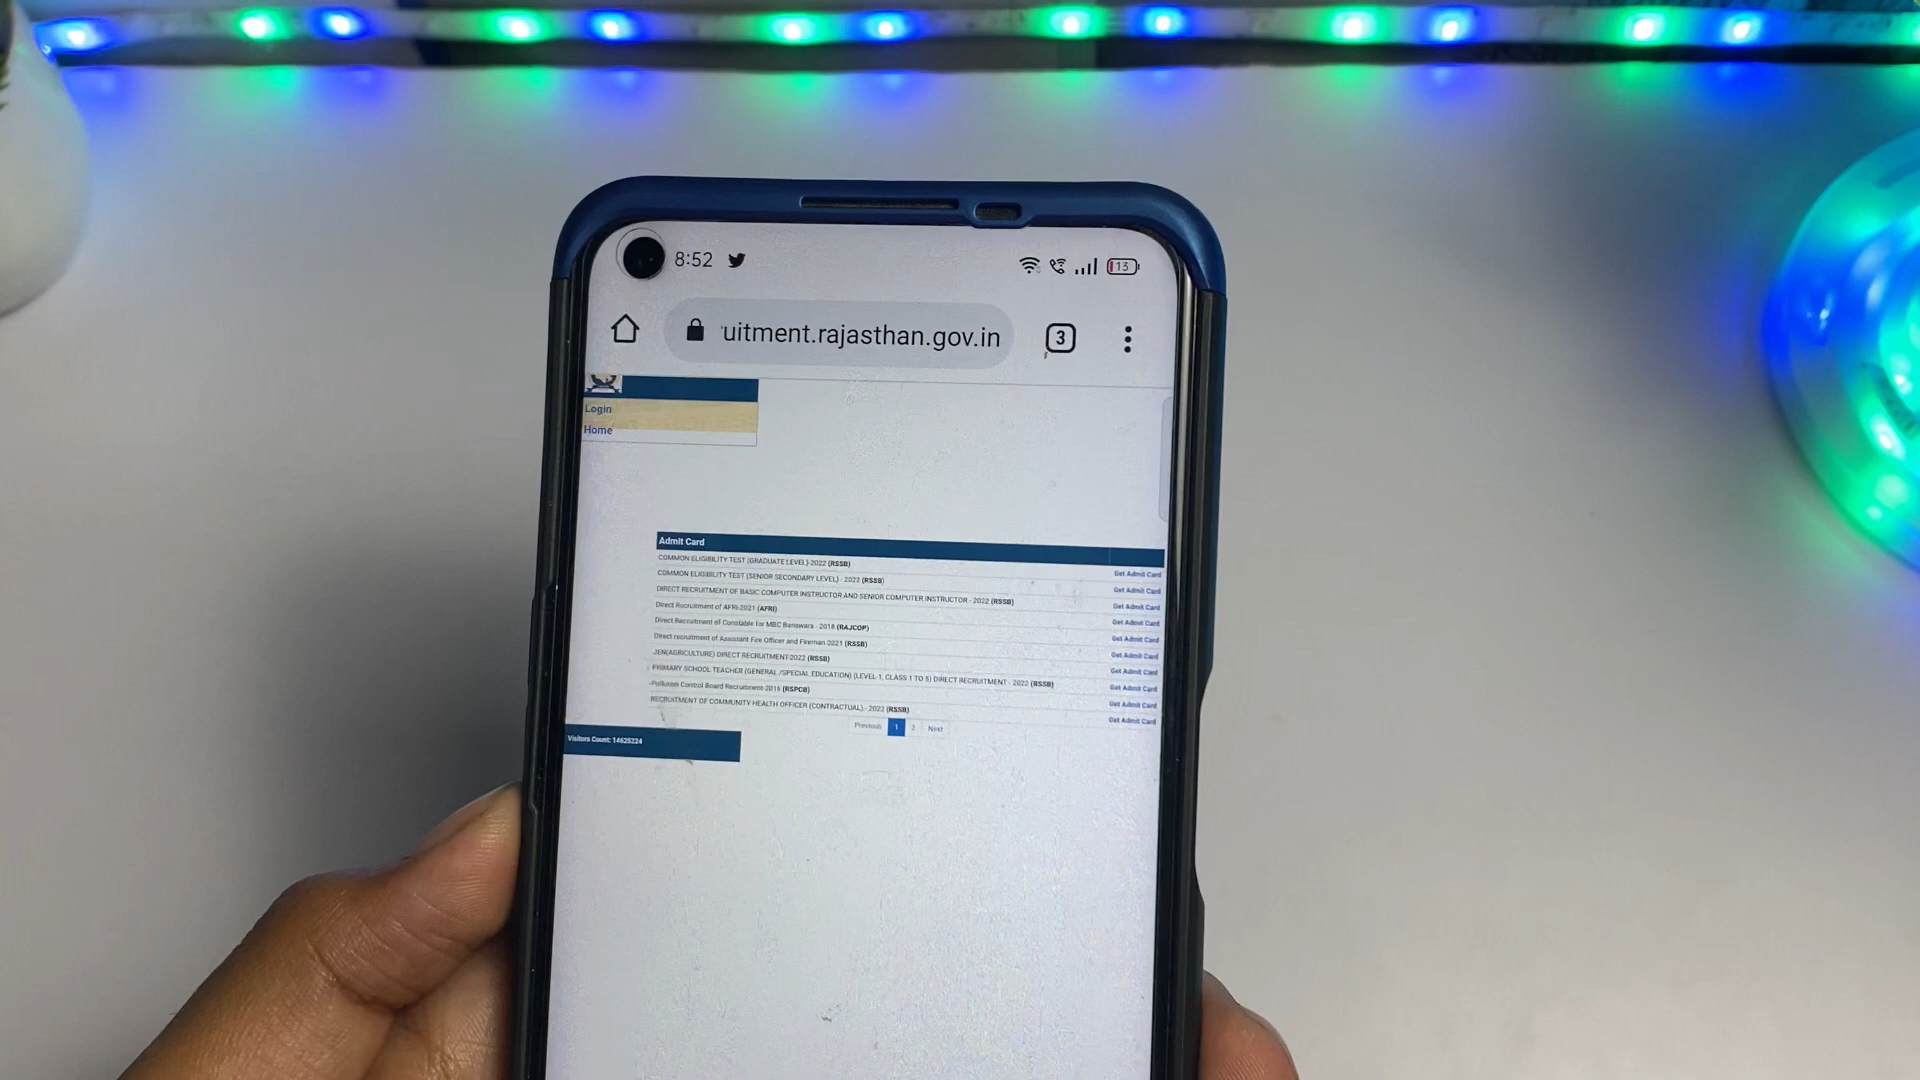 8:52
13
uitment.rajasthan.gov.in
3
Login
Home
Admit Card
COMMON ELIGIBILITY TEST (GRADUATE LEVEL)-2022 (RSSB)
Get Admit Card
COMMON ELIGIBILITY TEST (SENIOR SECONDARY LEVEL) - 2022 (RSSB)
Get Admit Card
DIRECT RECRUITMENT OF BASIC COMPUTER INSTRUCTOR AND SENIOR COMPUTER INSTRUCTOR - 2022 (RSSB)
Get Admit Card
Direct Recruitment of AFRI-2021 (AFRI)
Get Admit Card
Direct Recruitment of Constable for MBC Banswara - 2018 (RAJCOP)
Get Admit Card
Direct recruitment of Assistant Fire Officer and Fireman 2021 (RSSB)
Get Admit Card
JEN(AGRICULTURE) DIRECT RECRUITMENT-2022 (RSSB)
Get Admit Card
PRIMARY SCHOOL TEACHER (GENERAL /SPECIAL EDUCATION) (LEVEL-1, CLASS 1 TO 5) DIRECT RECRUITMENT - 2022 (RSSB)
Get Admit Card
-Pollution Control Board Recruitment-2016 (RSPCB)
Get Admit Card
RECRUITMENT OF COMMUNITY HEALTH OFFICER (CONTRACTUAL) - 2022 (RSSB)
Get Admit Card
Previous 1 2 Next
Visitors Count: 14625224